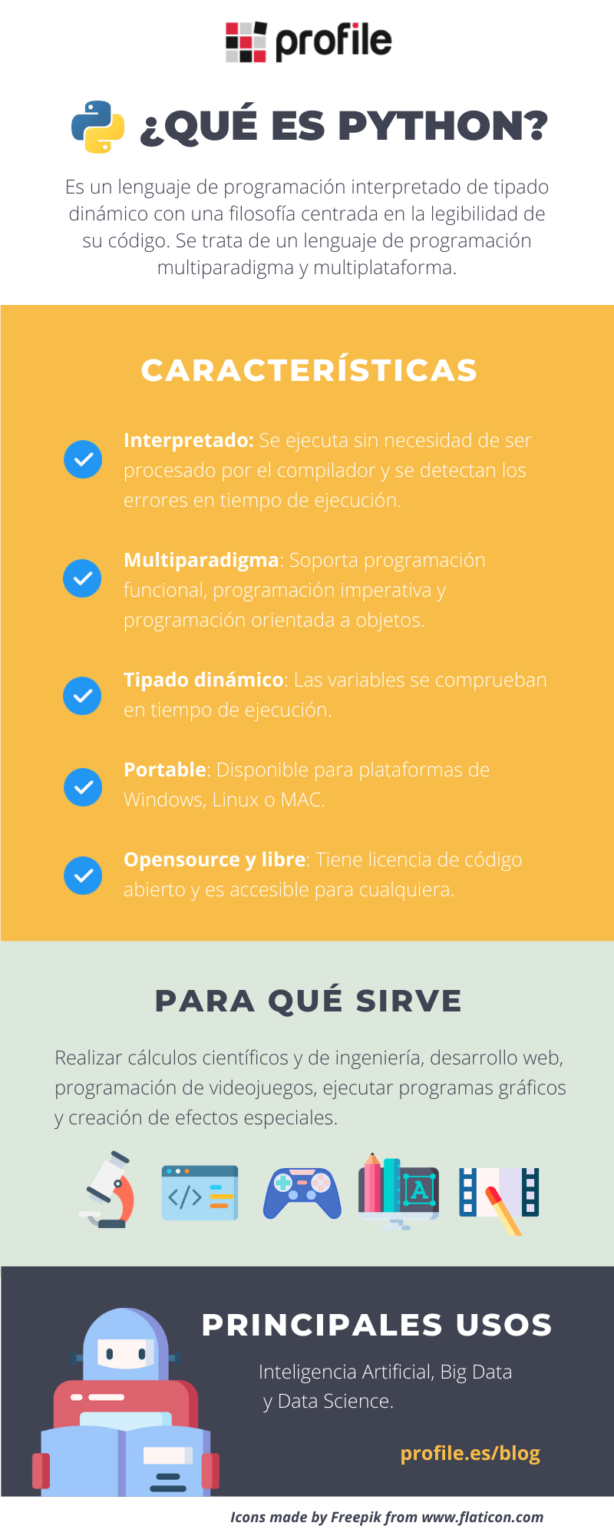 profile
¿QUÉ ES PYTHON?
Es un lenguaje de programación interpretado de tipado
dinámico con una filosofía centrada en la legibilidad de
su código. Se trata de un lenguaje de programación
multiparadigma y multiplataforma.
CARACTERÍSTICAS
Interpretado: Se ejecuta sin necesidad de ser
procesado por el compilador y se detectan los
errores en tiempo de ejecución.
Multiparadigma: Soporta programación
funcional, programación imperativa y
programación orientada a objetos.
Tipado dinámico: Las variables se comprueban
en tiempo de ejecución.
Portable: Disponible para plataformas de
Windows, Linux o MAC.
Opensource y libre: Tiene licencia de código
abierto y es accesible para cualquiera.
PARA QUÉ SIRVE
Realizar cálculos científicos y de ingeniería, desarrollo web,
programación de videojuegos, ejecutar programas gráficos
y creación de efectos especiales.
</>
A
PRINCIPALES USOS
Inteligencia Artificial, Big Data
y Data Science.
profile.es/blog
Icons made by Freepik from www.flaticon.com